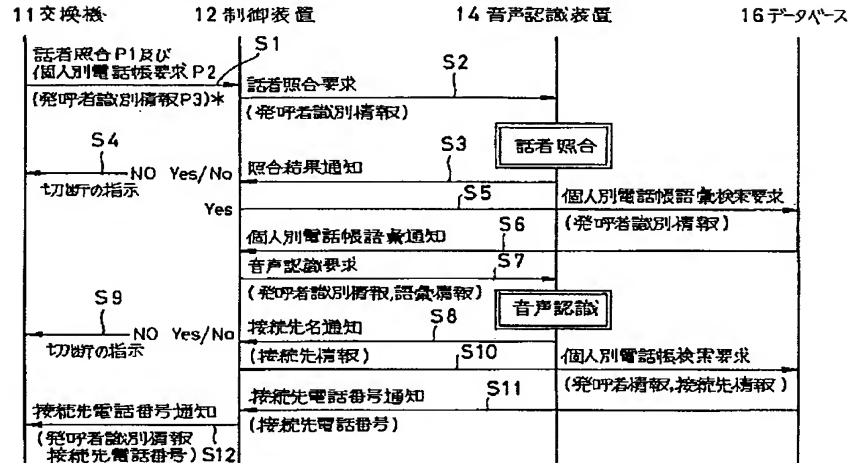 11 交換機
12 制御装置
14 音声認識装置
16 データベース
話者照合P1及び
個人別電話帳要求P2
S1
(発呼者識別情報P3)*
S2
話者照合要求
(発呼者識別情報)
話者照合
S3
照合結果通知
S4
NO Yes/No
切断の指示
Yes
S5
個人別電話帳語彙検索要求
(発呼者識別情報)
S6
個人別電話帳語彙通知
S7
音声認識要求
(発呼者識別情報,語彙情報)
音声認識
S8
接続先名通知
(接続先情報)
S9
NO Yes/No
切断の指示
S10
個人別電話帳検索要求
(発呼者情報,接続先情報)
S11
接続先電話番号通知
(接続先電話番号)
接続先電話番号通知
(発呼者識別情報
接続先電話番号) S12